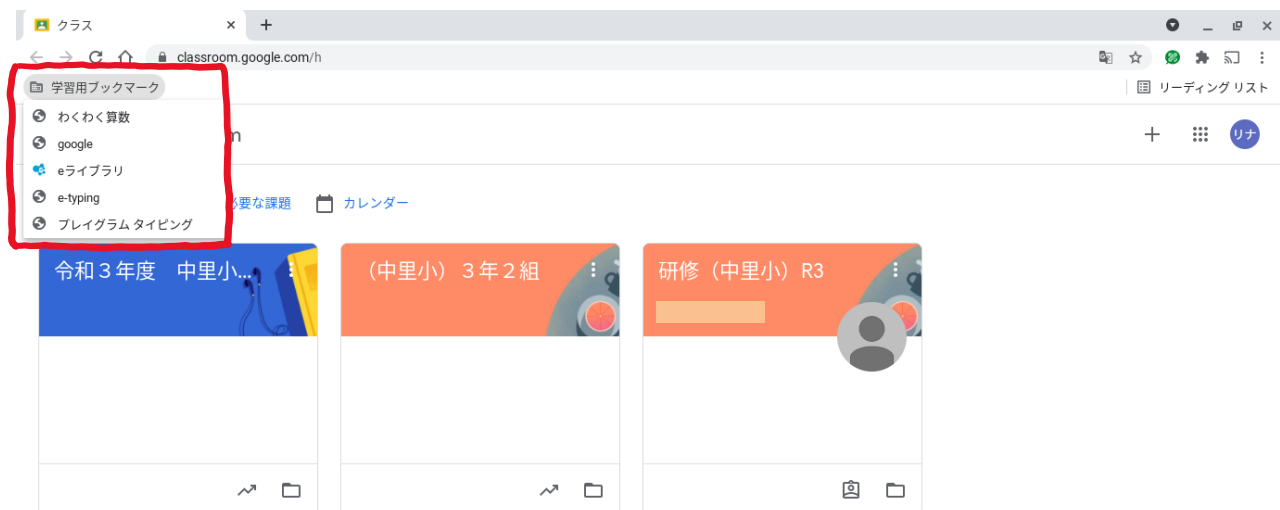 クラス
classroom.google.com/h
学習用ブックマーク
リーディング リスト
わくわく算数
google
eライブラリ
e-typing
プレイグラム タイピング
m
リナ
必要な課題
カレンダー
令和３年度　中里小...
（中里小）３年２組
研修（中里小）R3